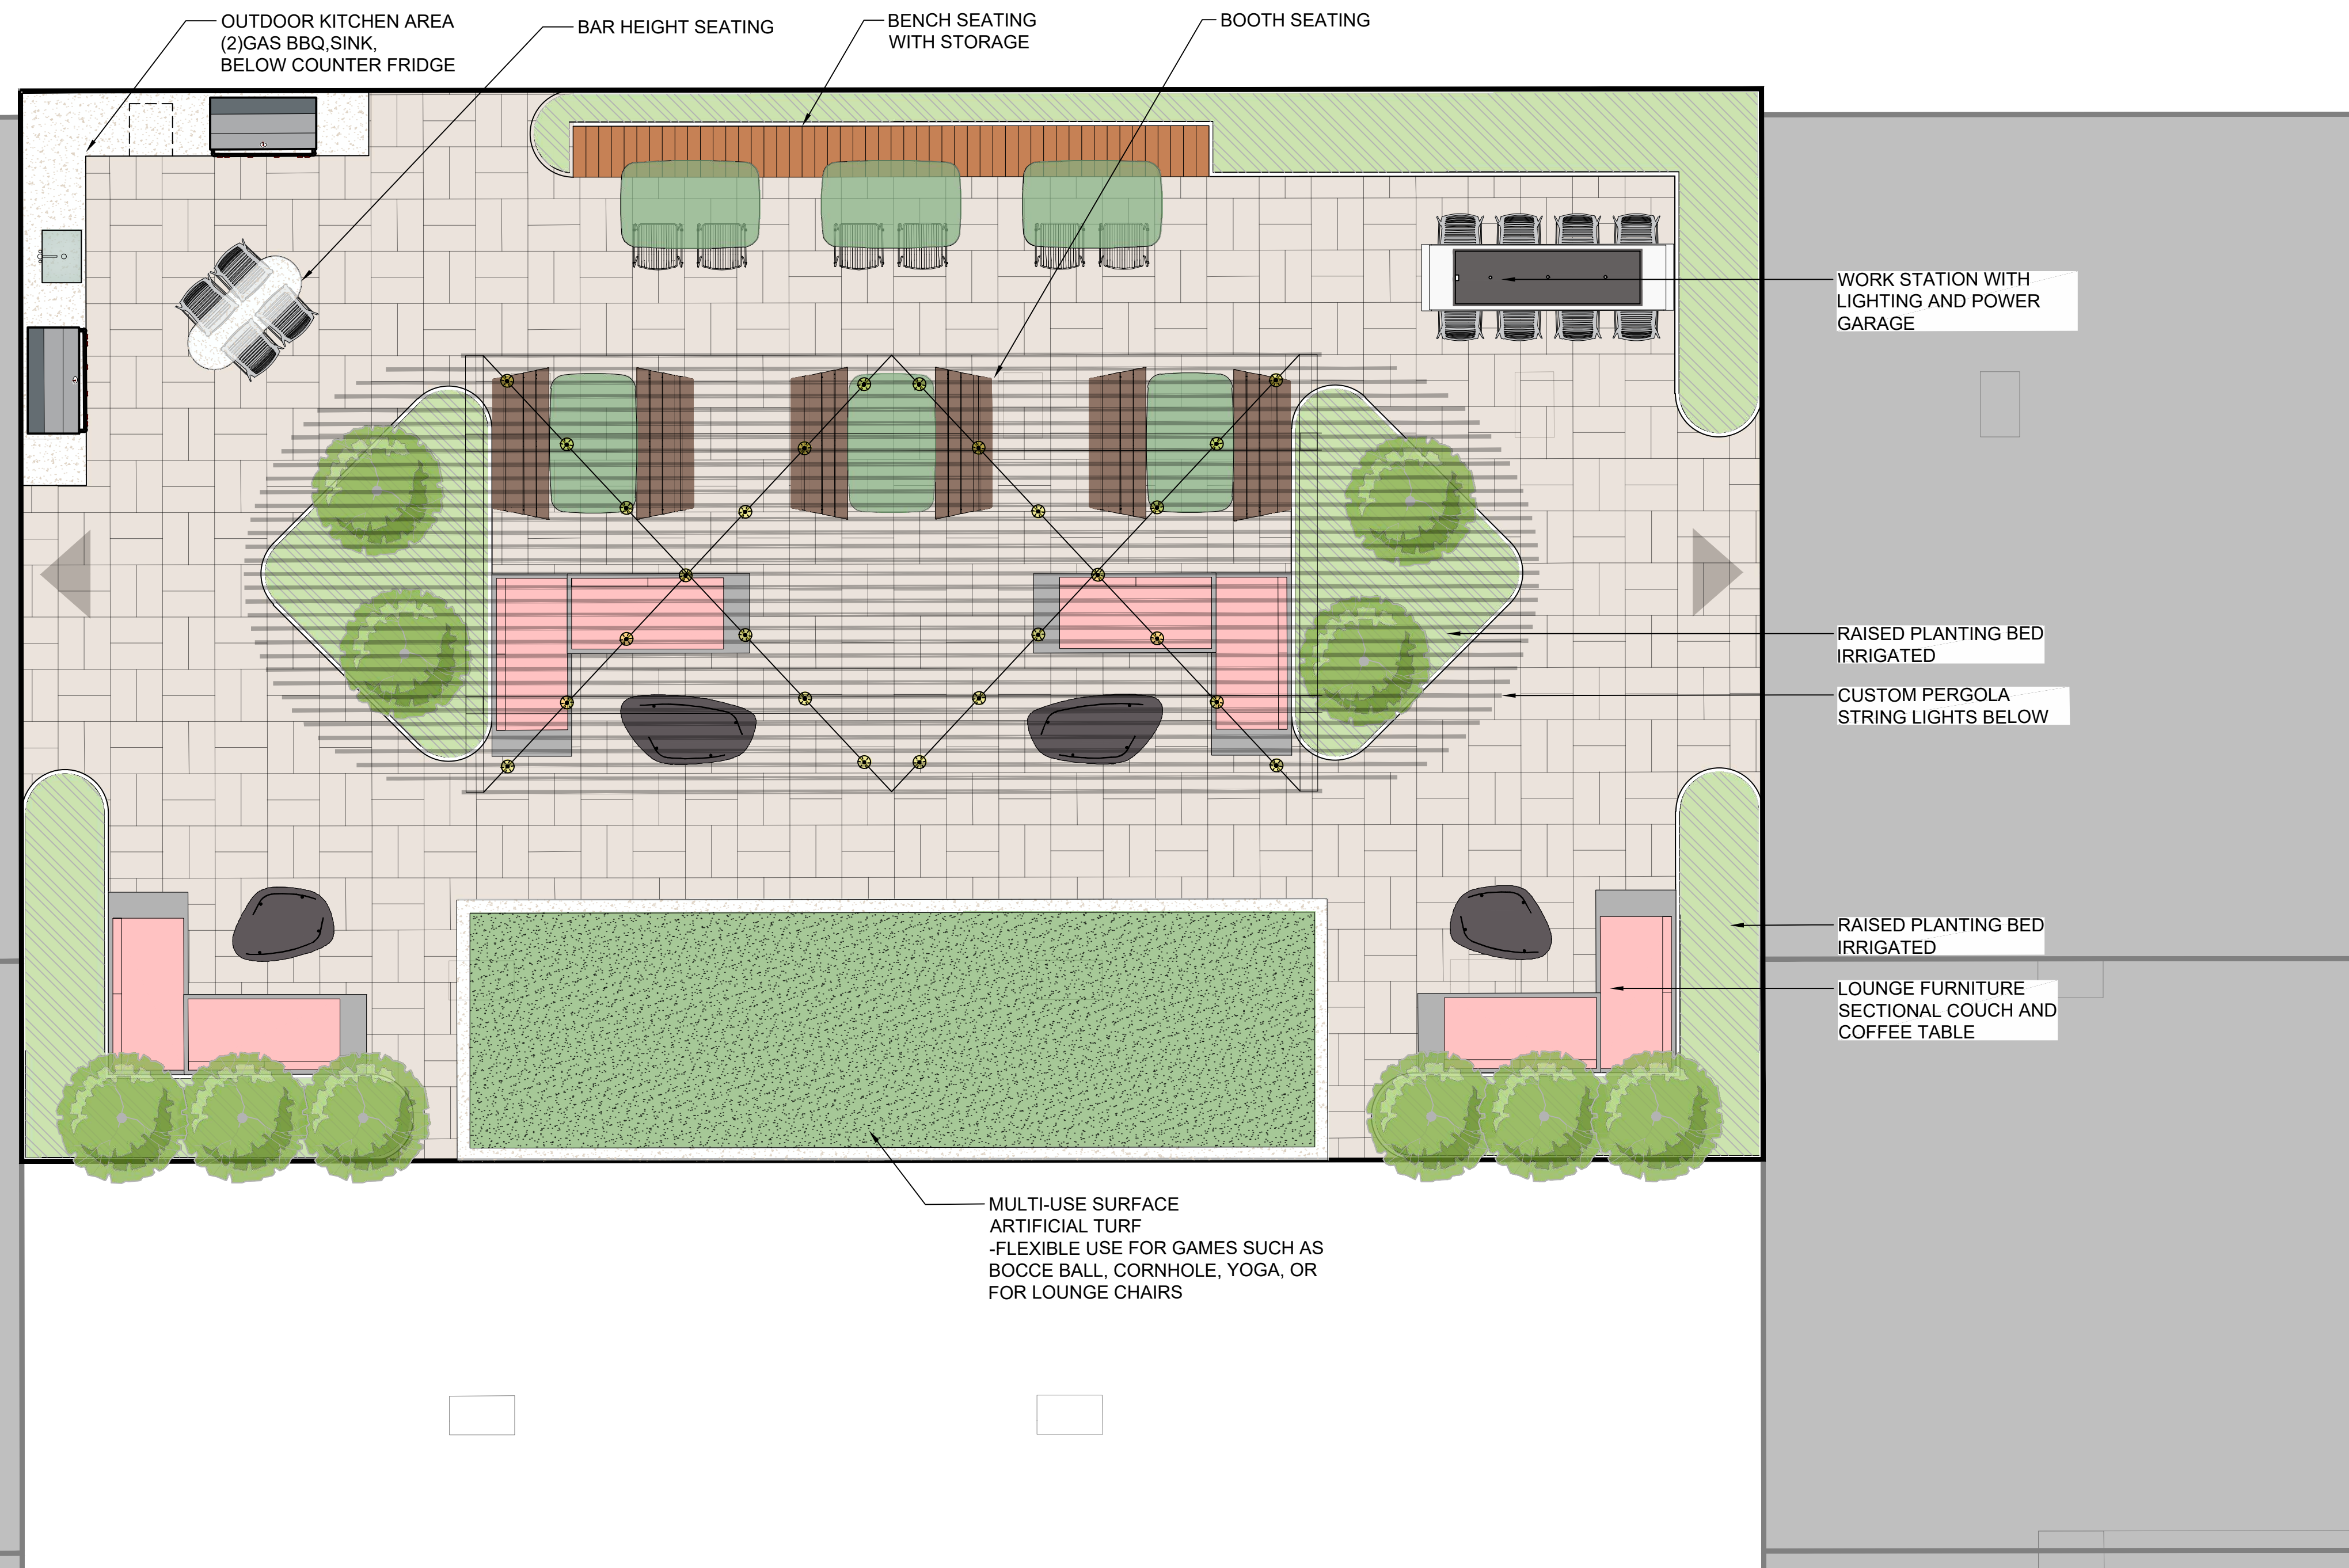 OUTDOOR KITCHEN AREA
(2)GAS BBQ,SINK,
BELOW COUNTER FRIDGE
BAR HEIGHT SEATING
BENCH SEATING
WITH STORAGE
BOOTH SEATING
WORK STATION WITH
LIGHTING AND POWER
GARAGE
RAISED PLANTING BED
IRRIGATED
CUSTOM PERGOLA
STRING LIGHTS BELOW
RAISED PLANTING BED
IRRIGATED
LOUNGE FURNITURE
SECTIONAL COUCH AND
COFFEE TABLE
MULTI-USE SURFACE
ARTIFICIAL TURF
-FLEXIBLE USE FOR GAMES SUCH AS
BOCCE BALL, CORNHOLE, YOGA, OR
FOR LOUNGE CHAIRS